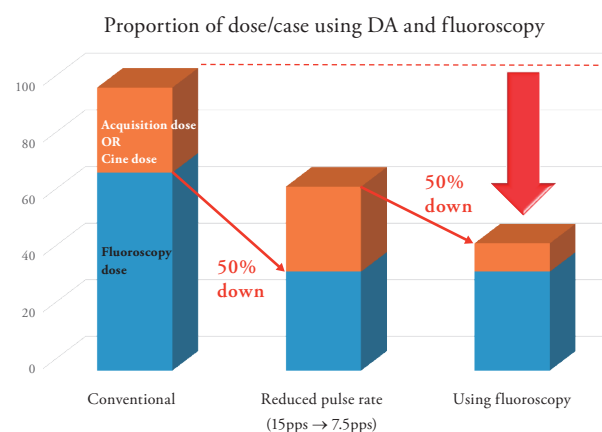 Proportion of dose/case using DA and fluoroscopy
100
80
60
40
20
0
Acquisition dose
OR
Cine dose
Fluoroscopy
dose
50%
down
50%
down
Conventional
Reduced pulse rate
(15pps → 7.5pps)
Using fluoroscopy